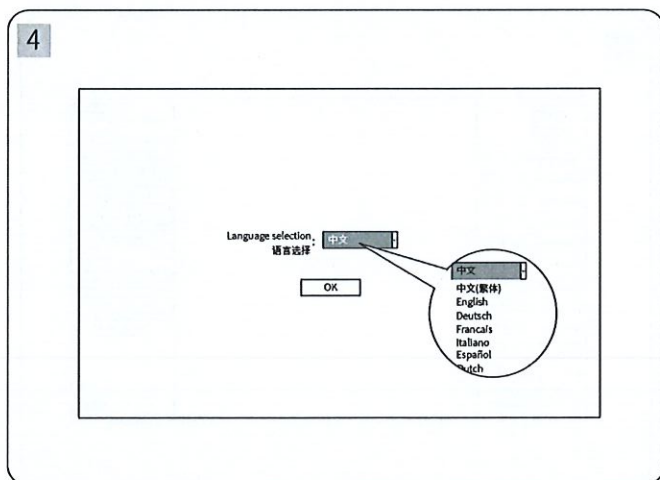 4
Language selection
语言选择
:
中文
OK
中文
中文(繁体)
English
Deutsch
Francais
Italiano
Español
Dutch